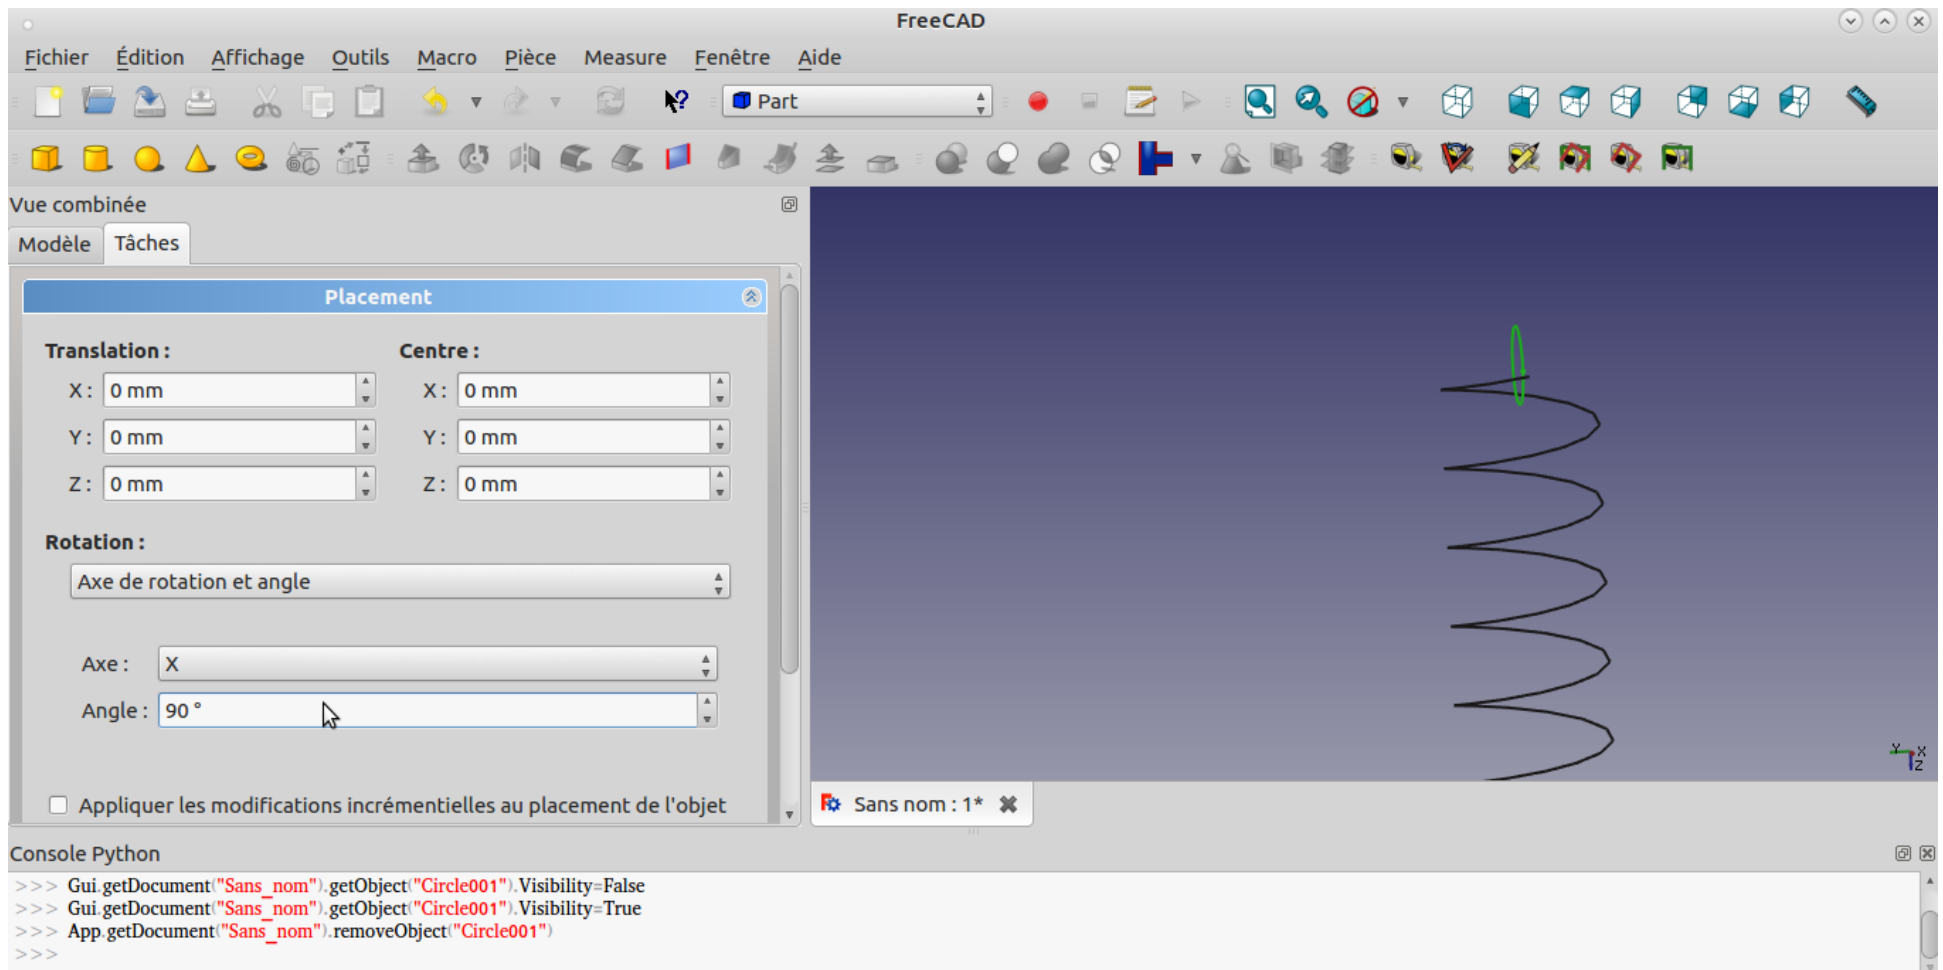 FreeCAD
Fichier Édition Affichage Outils Macro Pièce Measure Fenêtre Aide
Part
Vue combinée
Modèle Tâches
Placement
Translation : Centre :
X : 0 mm X : 0 mm
Y : 0 mm Y : 0 mm
Z : 0 mm Z : 0 mm
Rotation :
Axe de rotation et angle
Axe : X
Angle : 90 °
Appliquer les modifications incrémentielles au placement de l'objet
Y X
Z
Sans nom : 1*
Console Python
>>> Gui.getDocument("Sans_nom").getObject("Circle001").Visibility=False
>>> Gui.getDocument("Sans_nom").getObject("Circle001").Visibility=True
>>> App.getDocument("Sans_nom").removeObject("Circle001")
>>>